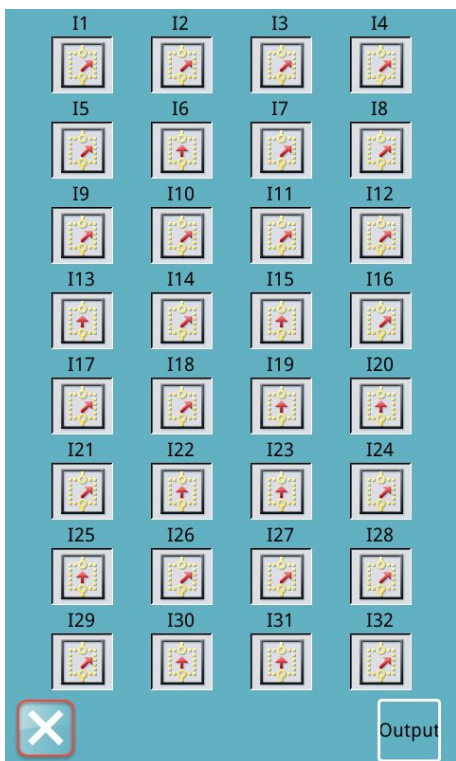 I1 I2 I3 I4
I5 I6 I7 I8
I9 I10 I11 I12
I13 I14 I15 I16
I17 I18 I19 I20
I21 I22 I23 I24
I25 I26 I27 I28
I29 I30 I31 I32
Output